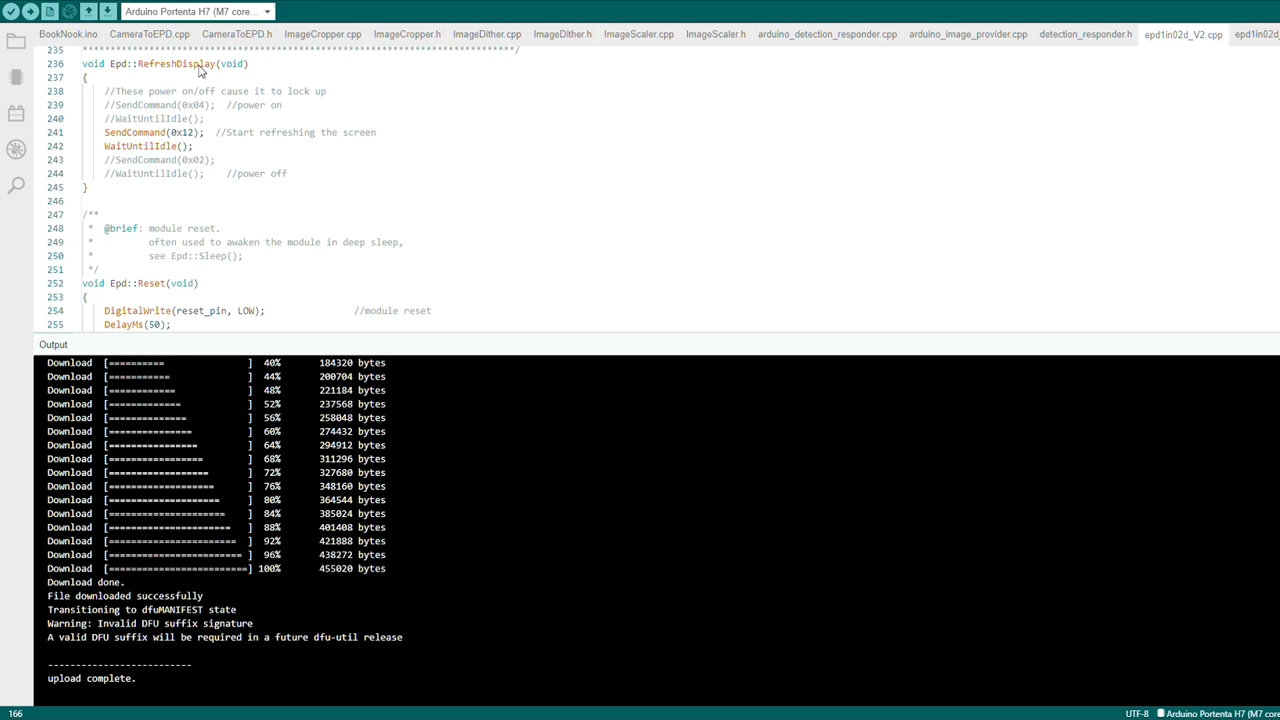 Arduino Portenta H7 (M7 core...
BookNook.ino CameraToEPD.cpp CameraToEPD.h ImageCropper.cpp ImageCropper.h ImageDither.cpp ImageDither.h ImageScaler.cpp ImageScaler.h arduino_detection_responder.cpp arduino_image_provider.cpp detection_responder.h epd1in02d_V2.cpp epd1in02d_
235 ******************************************************************************/
236 void Epd::RefreshDisplay(void)
237 {
238 //These power on/off cause it to lock up
239 //SendCommand(0x04); //power on
240 //WaitUntilIdle();
241 SendCommand(0x12); //Start refreshing the screen
242 WaitUntilIdle();
243 //SendCommand(0x02);
244 //WaitUntilIdle(); //power off
245 }
246
247 /**
248 * @brief: module reset.
249 * often used to awaken the module in deep sleep,
250 * see Epd::Sleep();
251 */
252 void Epd::Reset(void)
253 {
254 DigitalWrite(reset_pin, LOW); //module reset
255 DelayMs(50);
Output
Download [========== ] 40% 184320 bytes
Download [=========== ] 44% 200704 bytes
Download [============ ] 48% 221184 bytes
Download [============= ] 52% 237568 bytes
Download [============== ] 56% 258048 bytes
Download [=============== ] 60% 274432 bytes
Download [================ ] 64% 294912 bytes
Download [================= ] 68% 311296 bytes
Download [================== ] 72% 327680 bytes
Download [=================== ] 76% 348160 bytes
Download [==================== ] 80% 364544 bytes
Download [===================== ] 84% 385024 bytes
Download [====================== ] 88% 401408 bytes
Download [======================= ] 92% 421888 bytes
Download [======================== ] 96% 438272 bytes
Download [=========================] 100% 455020 bytes
Download done.
File downloaded successfully
Transitioning to dfuMANIFEST state
Warning: Invalid DFU suffix signature
A valid DFU suffix will be required in a future dfu-util release
--------------------------
upload complete.
166 UTF-8 Arduino Portenta H7 (M7 core